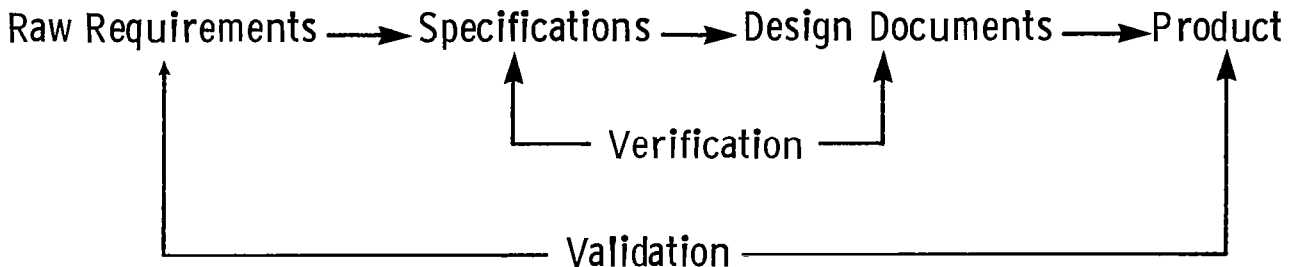 Raw Requirements Specifications Design Documents Product
Verification
Validation